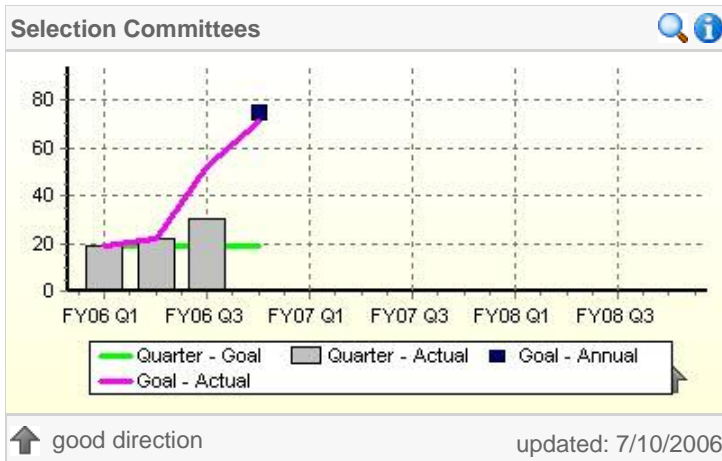 Selection Committees
80
60
40
20
0
FY06 Q1 FY06 Q3 FY07 Q1 FY07 Q3 FY08 Q1 FY08 Q3
Quarter - Goal Quarter - Actual Goal - Annual
Goal - Actual
good direction updated: 7/10/2006